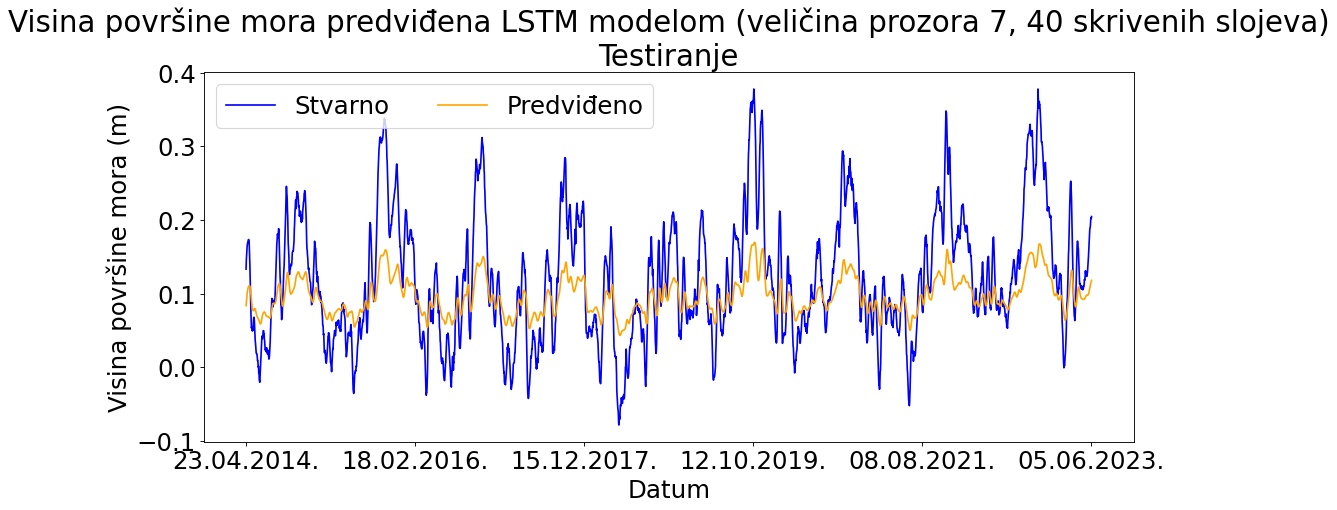 Visina površine mora predviđena LSTM modelom (veličina prozora 7, 40 skrivenih slojeva)
Testiranje
Stvarno
Predviđeno
Visina površine mora (m)
0.4
0.3
0.2
0.1
0.0
−0.1
23.04.2014.
18.02.2016.
15.12.2017.
12.10.2019.
08.08.2021.
05.06.2023.
Datum